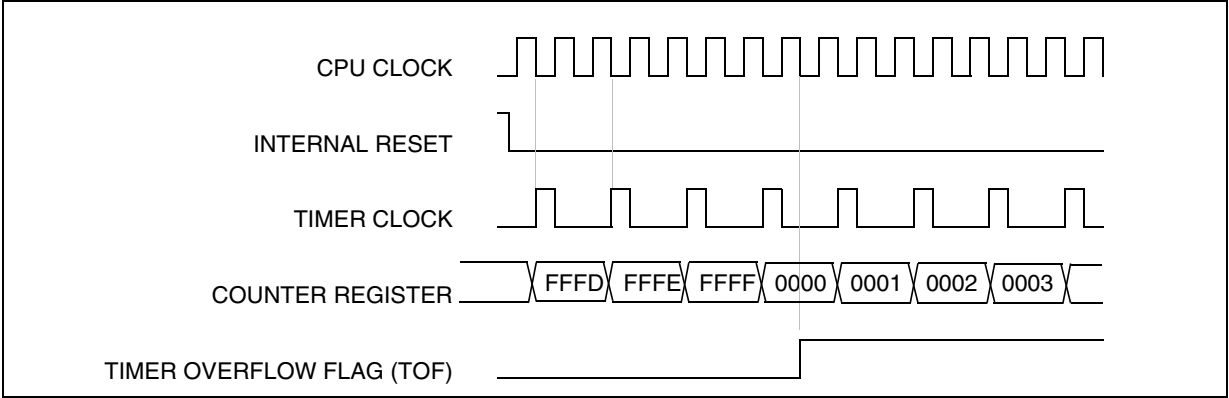 CPU CLOCK
INTERNAL RESET
TIMER CLOCK
COUNTER REGISTER FFFD FFFE FFFF 0000 0001 0002 0003
TIMER OVERFLOW FLAG (TOF)